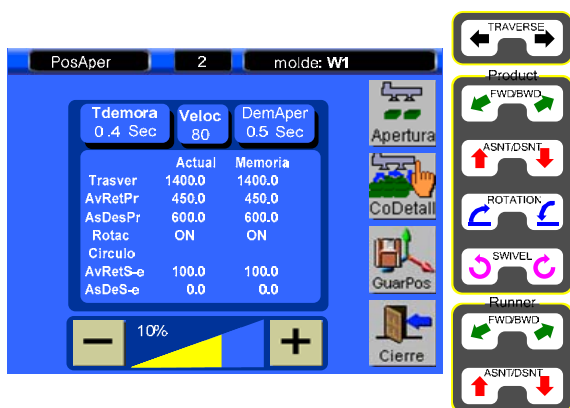 PosAper 2 molde: W1
Tdemora Veloc DemAper
0.4 Sec 80 0.5 Sec
Actual Memoria
Trasver 1400.0 1400.0
AvRetPr 450.0 450.0
AsDesPr 600.0 600.0
Rotac ON ON
Circulo
AvRetS-e 100.0 100.0
AsDeS-e 0.0 0.0
10%
Apertura
CoDetall
GuarPos
Cierre
TRAVERSE
Product
FWD/BWD
ASNT/DSNT
ROTATION
SWIVEL
Runner
FWD/BWD
ASNT/DSNT